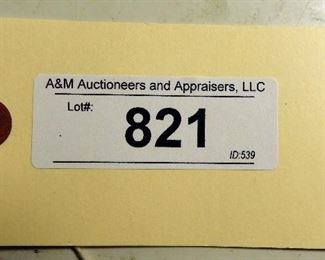 A&M Auctioneers and Appraisers, LLC
Lot#:
821
ID:539